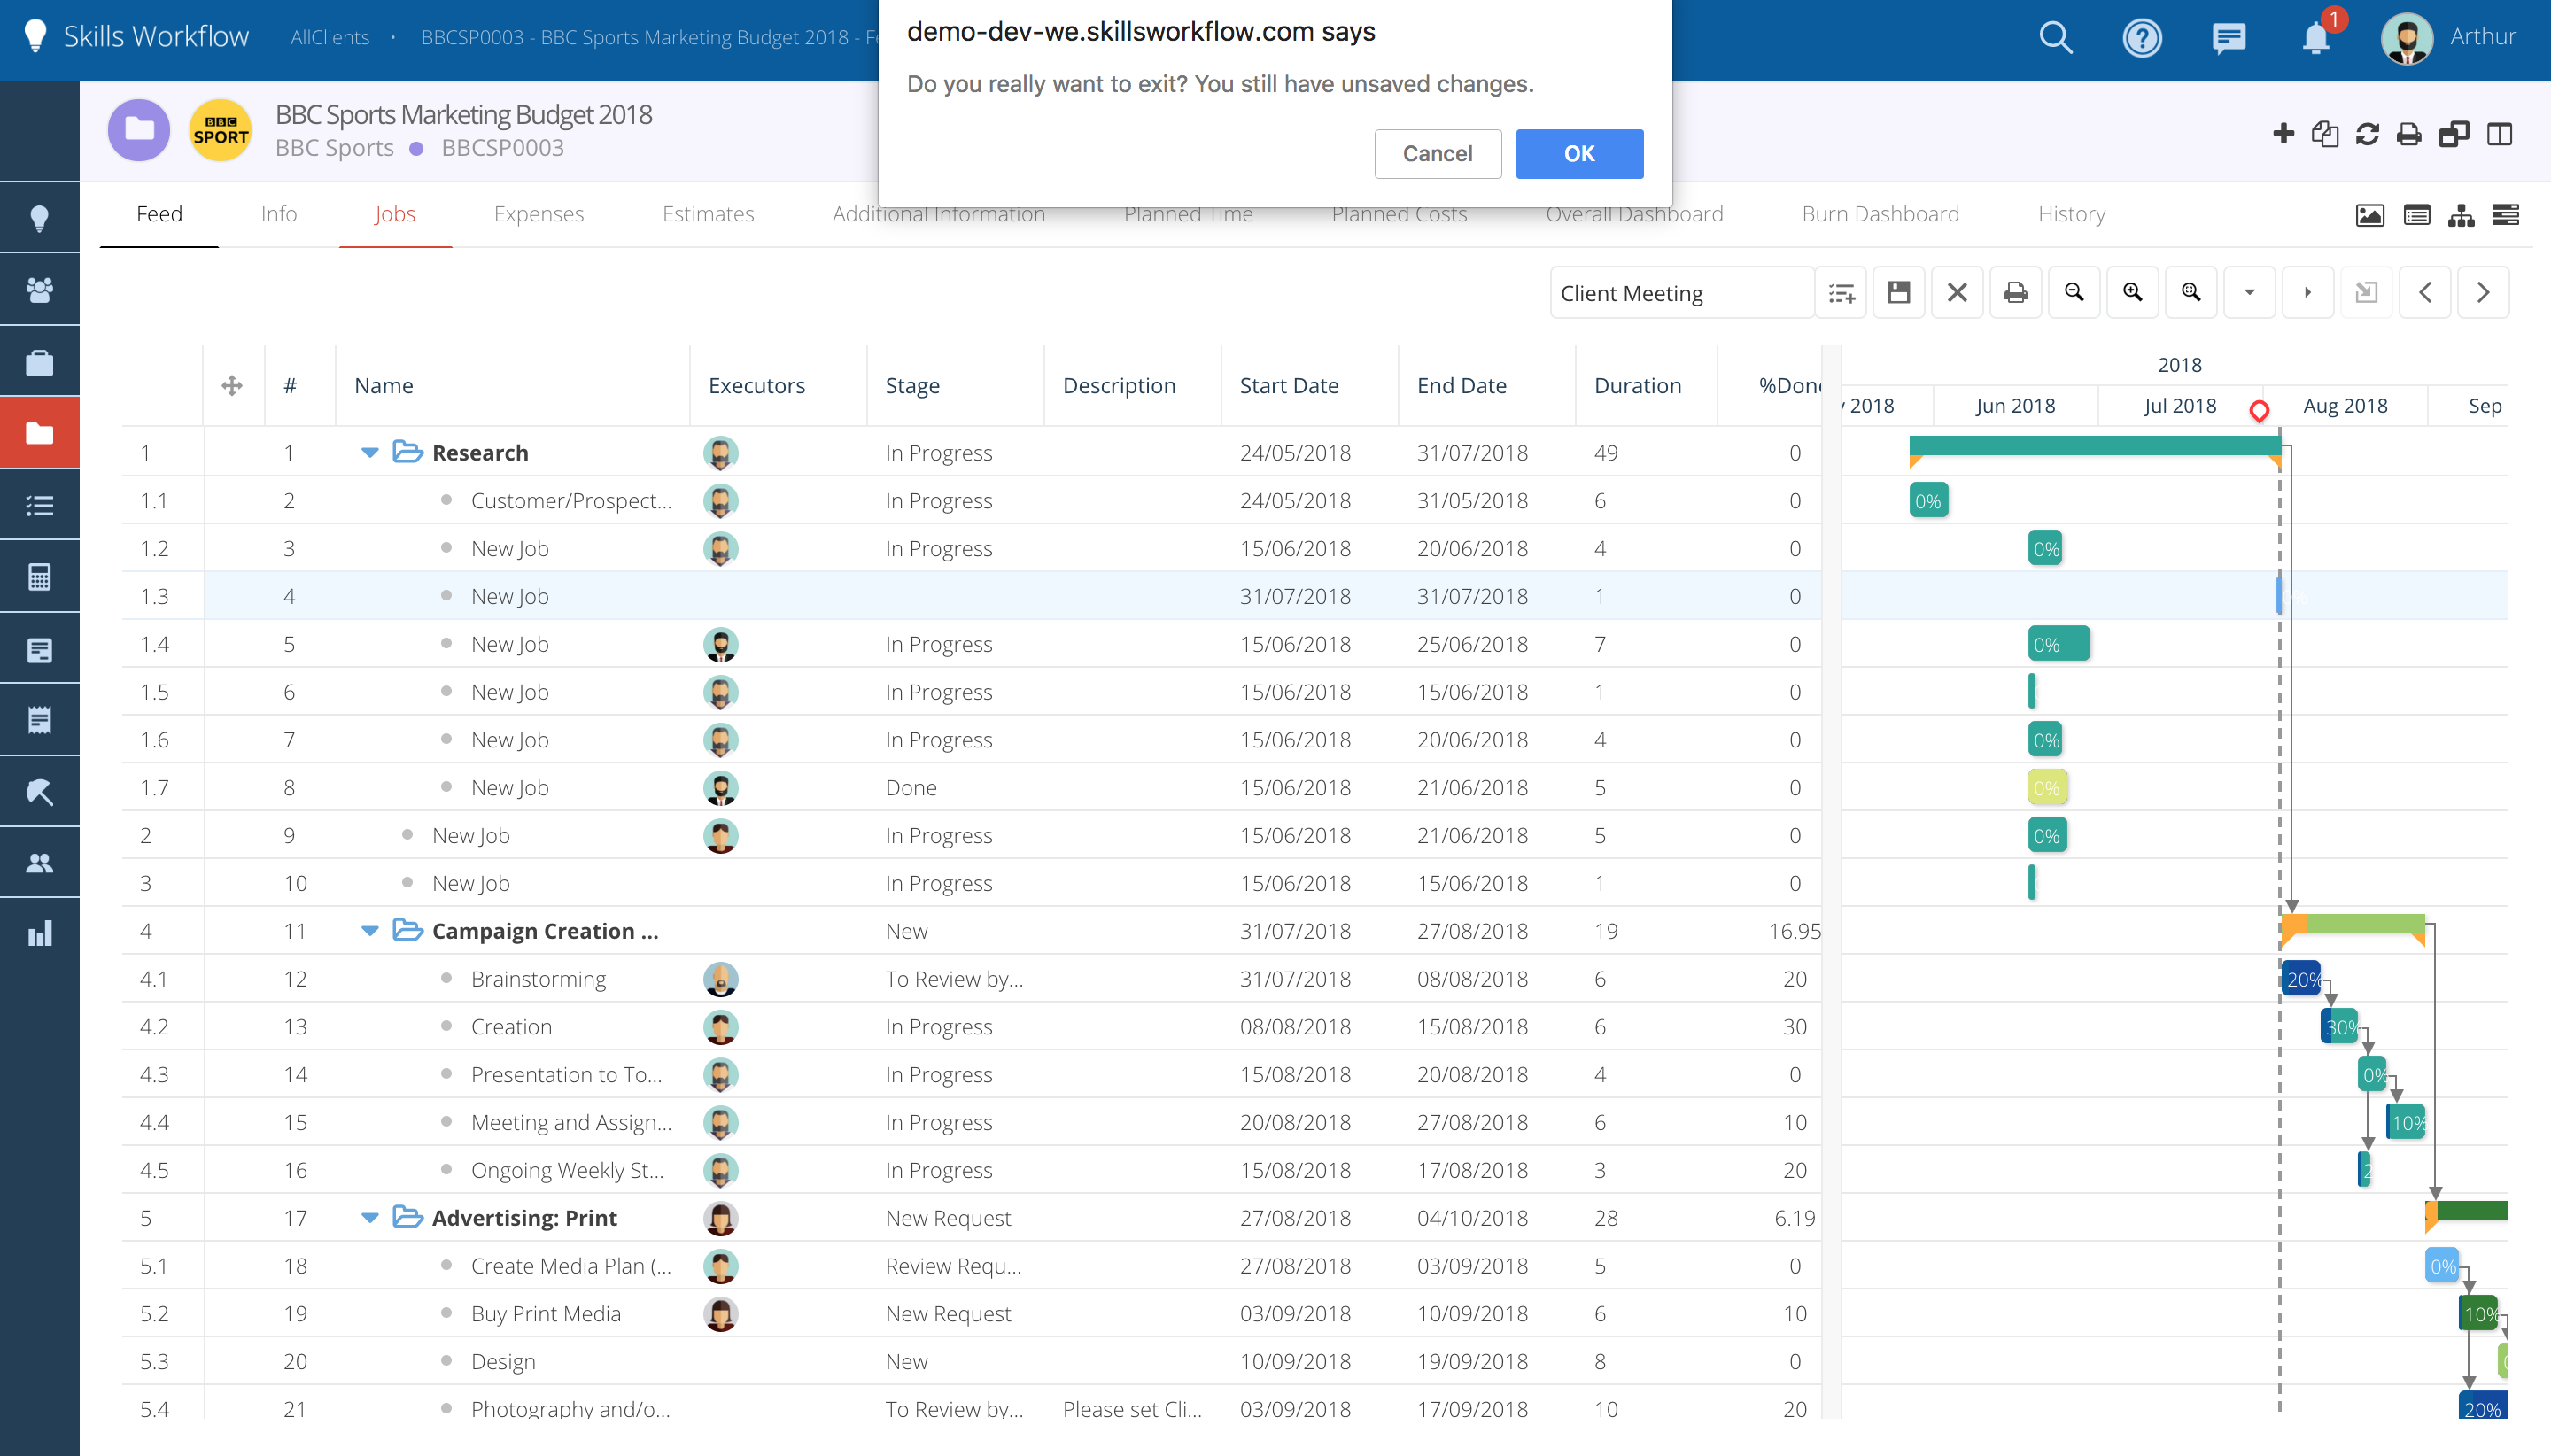 Skills Workflow AllClients • BBCSP0003 - BBC Sports Marketing Budget 2018 - Fe
demo-dev-we.skillsworkflow.com says
Do you really want to exit? You still have unsaved changes.
Cancel OK
1 Arthur
BBC SPORT
BBC Sports Marketing Budget 2018
BBC Sports BBCSP0003
Feed Info Jobs Expenses Estimates Additional Information Planned Time Planned Costs Overall Dashboard Burn Dashboard History
Client Meeting
# Name Executors Stage Description Start Date End Date Duration %Done
2018
2018 Jun 2018 Jul 2018 Aug 2018 Sep
1 1 Research In Progress 24/05/2018 31/07/2018 49 0
1.1 2 Customer/Prospect... In Progress 24/05/2018 31/05/2018 6 0 0%
1.2 3 New Job In Progress 15/06/2018 20/06/2018 4 0 0%
1.3 4 New Job 31/07/2018 31/07/2018 1 0 0%
1.4 5 New Job In Progress 15/06/2018 25/06/2018 7 0 0%
1.5 6 New Job In Progress 15/06/2018 15/06/2018 1 0
1.6 7 New Job In Progress 15/06/2018 20/06/2018 4 0 0%
1.7 8 New Job Done 15/06/2018 21/06/2018 5 0 0%
2 9 New Job In Progress 15/06/2018 21/06/2018 5 0 0%
3 10 New Job In Progress 15/06/2018 15/06/2018 1 0
4 11 Campaign Creation ... New 31/07/2018 27/08/2018 19 16.95
4.1 12 Brainstorming To Review by... 31/07/2018 08/08/2018 6 20 20%
4.2 13 Creation In Progress 08/08/2018 15/08/2018 6 30 30%
4.3 14 Presentation to To... In Progress 15/08/2018 20/08/2018 4 0 0%
4.4 15 Meeting and Assign... In Progress 20/08/2018 27/08/2018 6 10 10%
4.5 16 Ongoing Weekly St... In Progress 15/08/2018 17/08/2018 3 20 2
5 17 Advertising: Print New Request 27/08/2018 04/10/2018 28 6.19
5.1 18 Create Media Plan (... Review Requ... 27/08/2018 03/09/2018 5 0 0%
5.2 19 Buy Print Media New Request 03/09/2018 10/09/2018 6 10 10%
5.3 20 Design New 10/09/2018 19/09/2018 8 0 0
5.4 21 Photography and/o... To Review by... Please set Cli... 03/09/2018 17/09/2018 10 20 20%